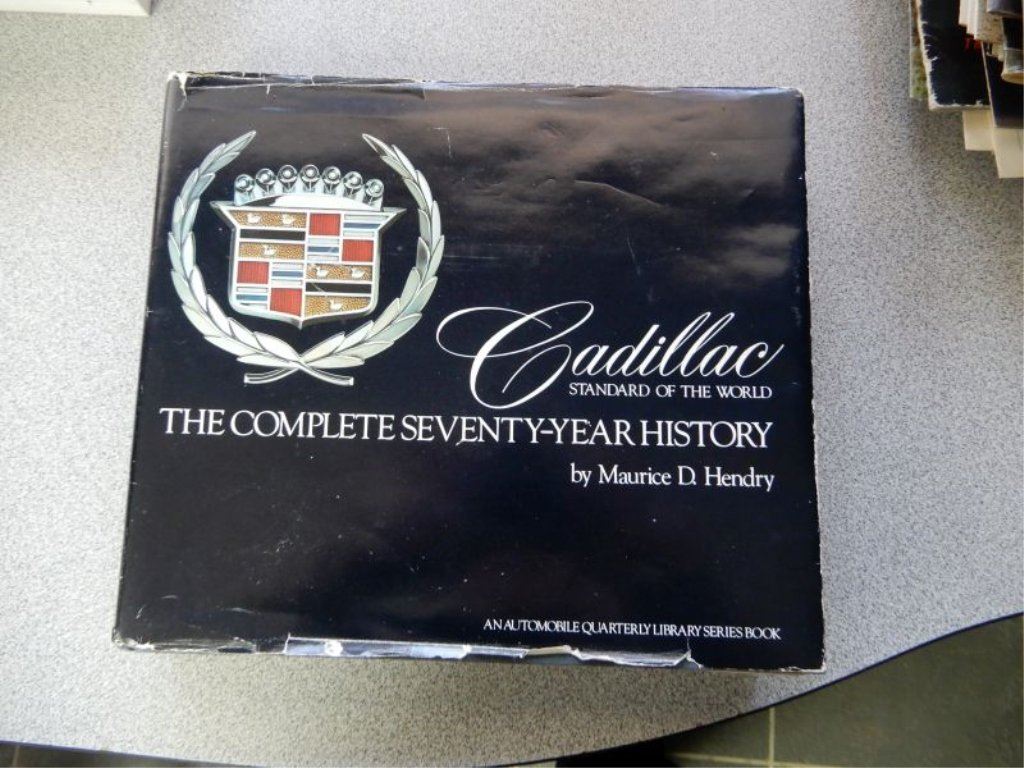 Cadillac
STANDARD OF THE WORLD
THE COMPLETE SEVENTY-YEAR HISTORY
by Maurice D. Hendry
AN AUTOMOBILE QUARTERLY LIBRARY SERIES BOOK